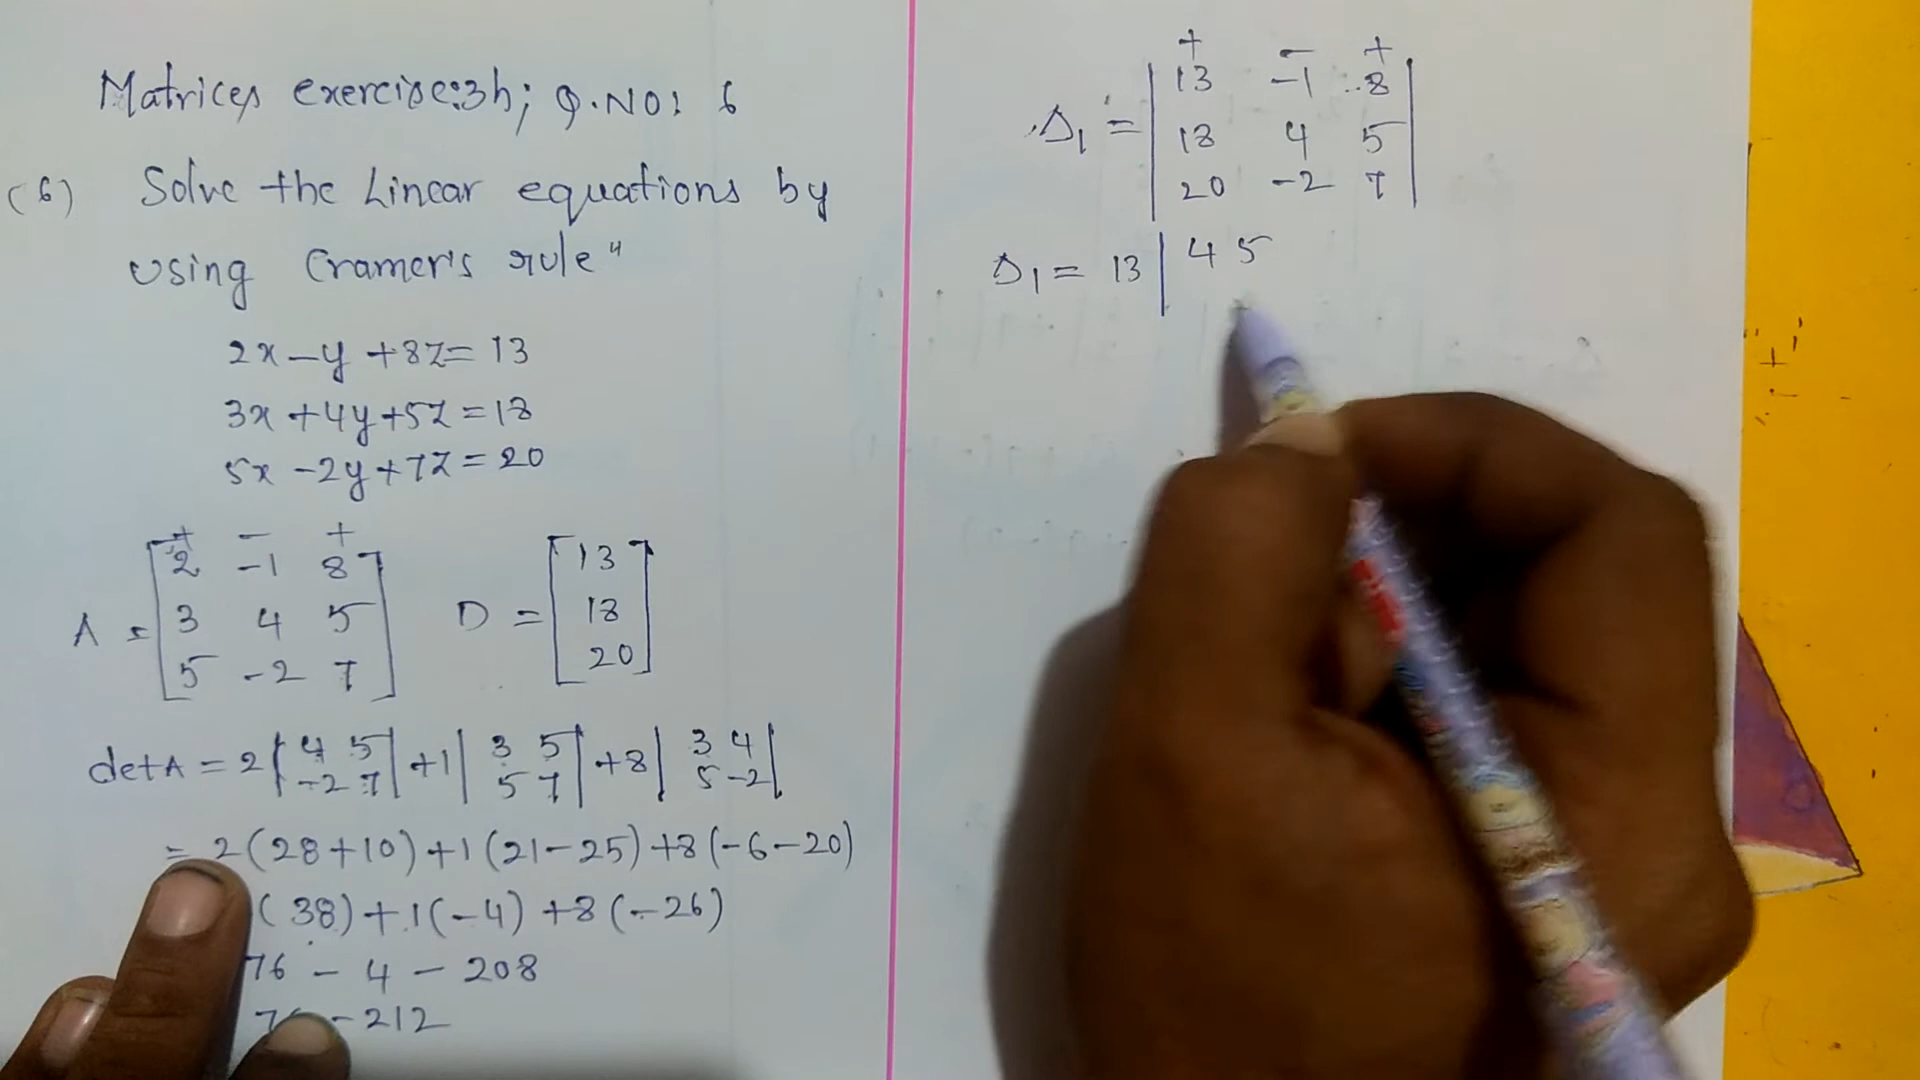 Matrices exercise:3h; Q.NO: 6
(6) Solve the Linear equations by
using Cramer's rule"
2x-y+8z=13
3x+4y+5z=18
5x-2y+7z=20
+ - +
A = [2 -1 8
3 4 5
5 -2 7]
D = [13
18
20]
detA = 2|4 5 +1|3 5 +8|3 4
-2 7| 5 7| 5 -2|
= 2(28+10)+1(21-25)+8(-6-20)
(38)+1(-4)+8(-26)
76-4-208
-212
+ - +
Δ1 = |13 -1 8
18 4 5
20 -2 7|
Δ1 = 13| 4 5